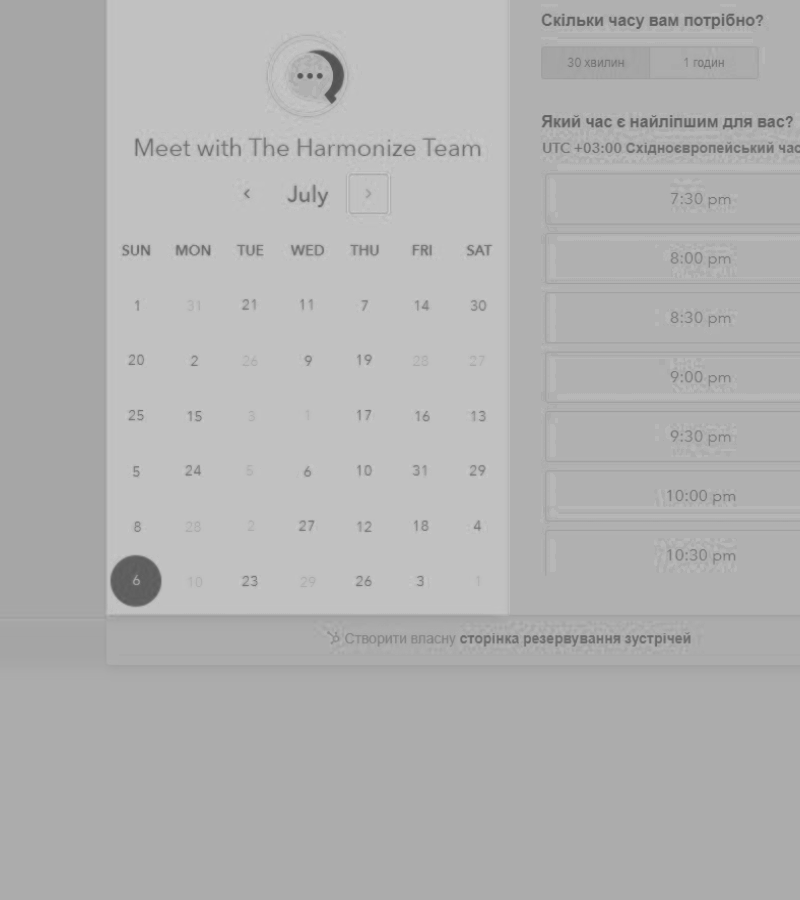 Meet with The Harmonize Team
July
SUN MON TUE WED THU FRI SAT
1 31 21 11 7 14 30
20 2 26 9 19 28 27
25 15 3 1 17 16 13
5 24 5 6 10 31 29
8 28 2 27 12 18 4
6 10 23 29 26 3 1
Скільки часу вам потрібно?
30 хвилин 1 годин
Який час є найліпшим для вас?
UTC +03:00 Східноєвропейський час
7:30 pm
8:00 pm
8:30 pm
9:00 pm
9:30 pm
10:00 pm
10:30 pm
Створити власну сторінка резервування зустрічей